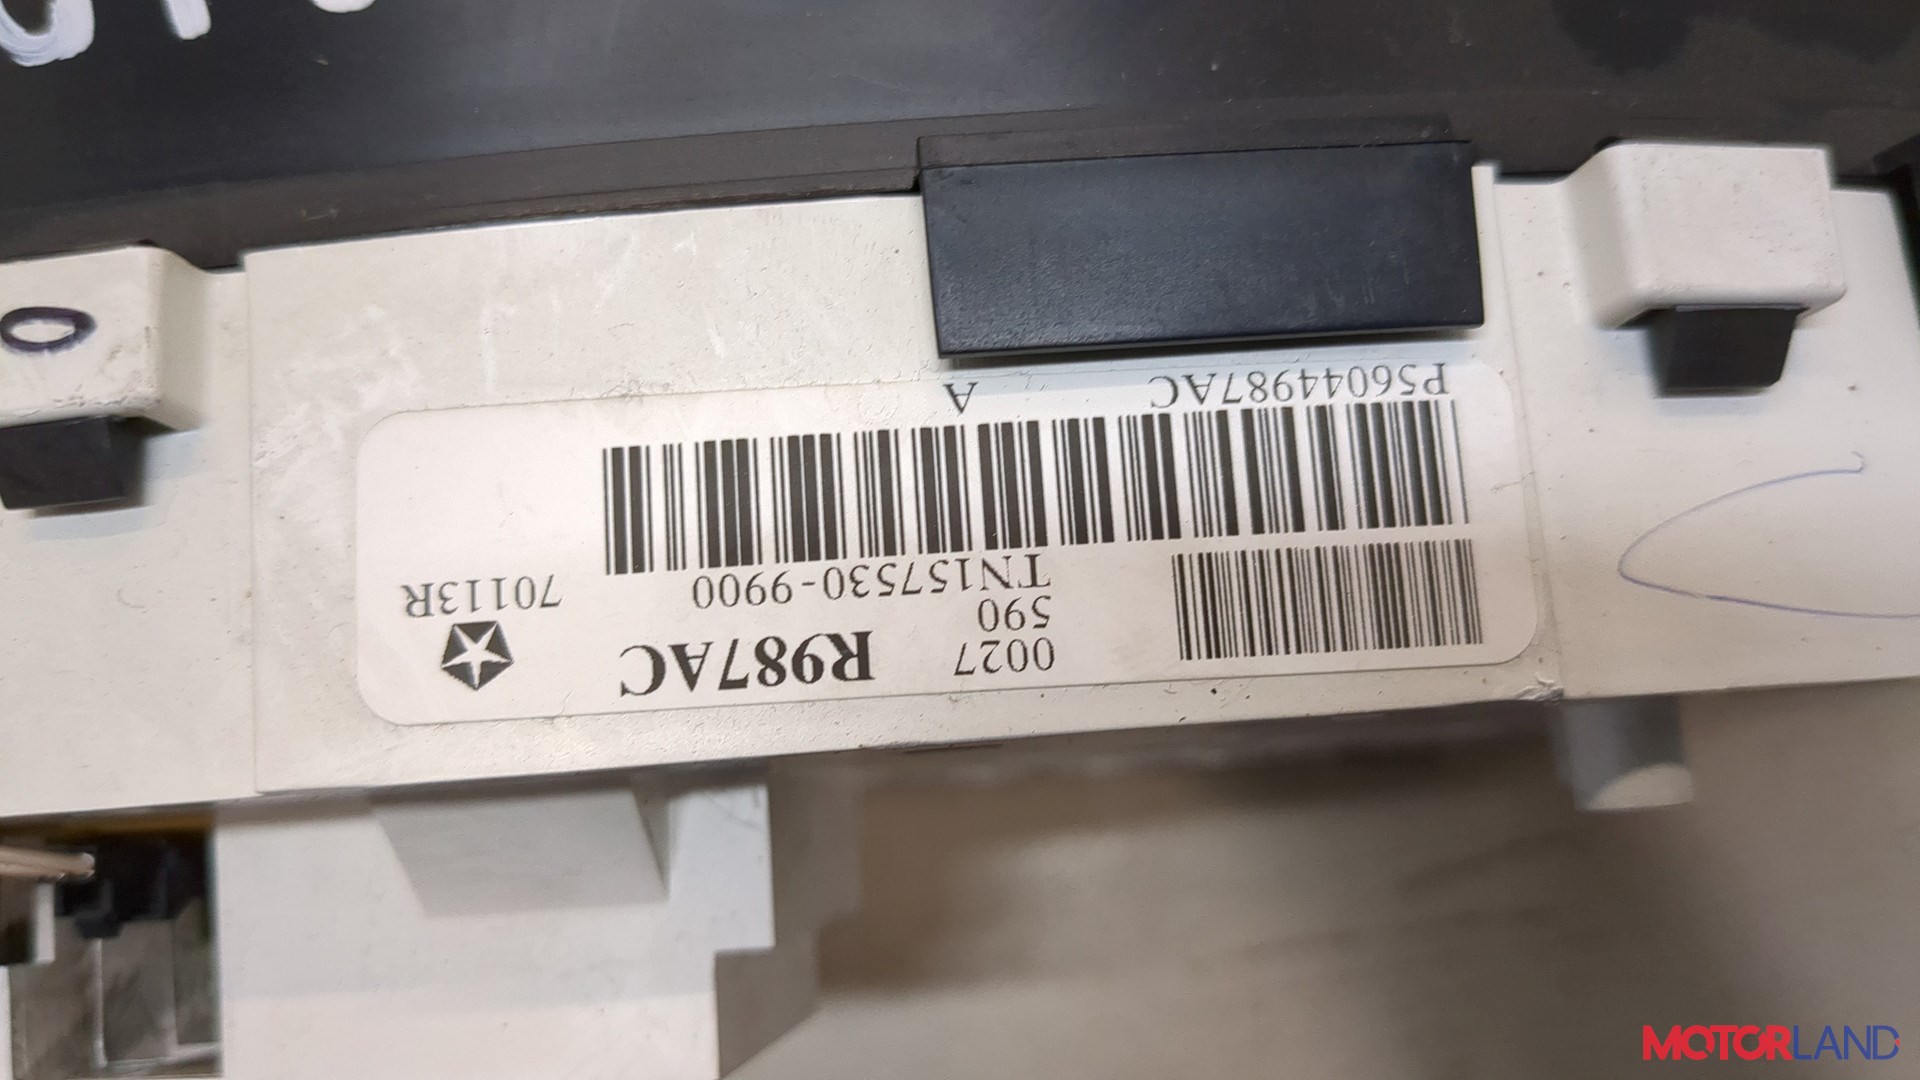 0027 R987AC
590
TN157530-9900 70113R
P56044987AC A
MOTORLAND